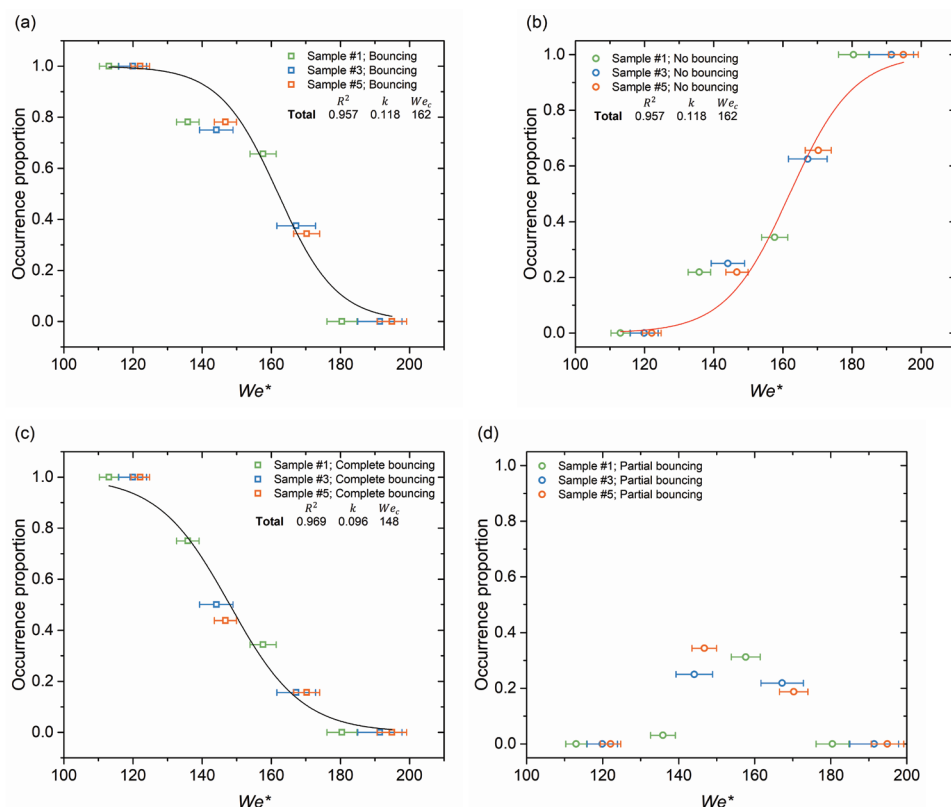 (a)
Sample #1; Bouncing
Sample #3; Bouncing
Sample #5; Bouncing
R² k We_c
Total 0.957 0.118 162
Occurrence proportion
1.0
0.8
0.6
0.4
0.2
0.0
100 120 140 160 180 200
We*
(b)
Sample #1; No bouncing
Sample #3; No bouncing
Sample #5; No bouncing
R² k We_c
Total 0.957 0.118 162
Occurrence proportion
1.0
0.8
0.6
0.4
0.2
0.0
100 120 140 160 180 200
We*
(c)
Sample #1; Complete bouncing
Sample #3; Complete bouncing
Sample #5; Complete bouncing
R² k We_c
Total 0.969 0.096 148
Occurrence proportion
1.0
0.8
0.6
0.4
0.2
0.0
100 120 140 160 180 200
We*
(d)
Sample #1; Partial bouncing
Sample #3; Partial bouncing
Sample #5; Partial bouncing
Occurrence proportion
1.0
0.8
0.6
0.4
0.2
0.0
100 120 140 160 180 200
We*